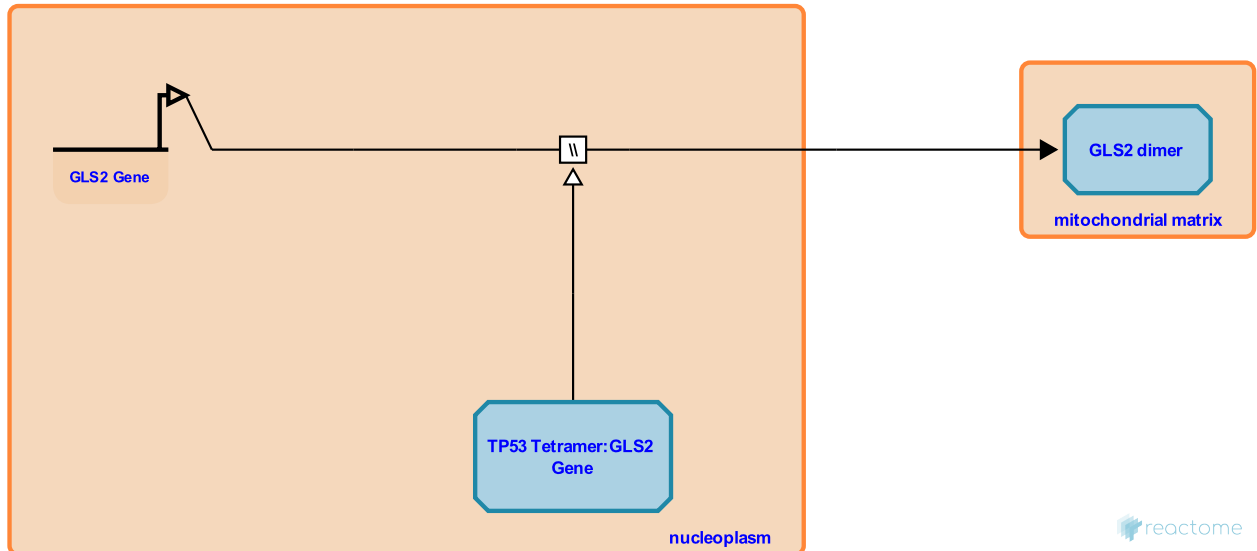 GLS2 Gene
\\
GLS2 dimer
mitochondrial matrix
TP53 Tetramer:GLS2
Gene
nucleoplasm
reactome